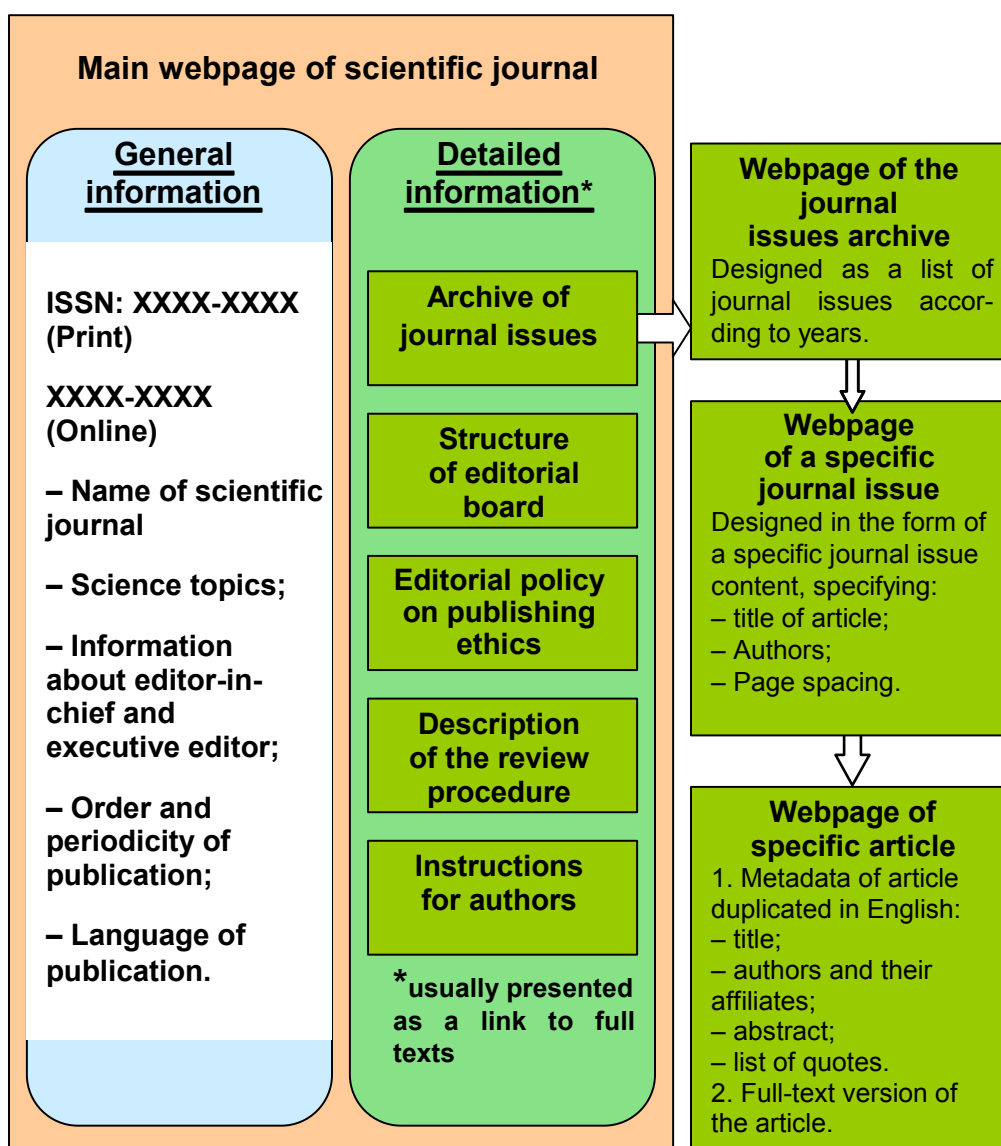 Main webpage of scientific journal
General
information
ISSN: XXXX-XXXX
(Print)
XXXX-XXXX
(Online)
– Name of scientific
journal
– Science topics;
– Information
about editor-in-
chief and
executive editor;
– Order and
periodicity of
publication;
– Language of
publication.
Detailed
information*
Archive of
journal issues
Structure
of editorial
board
Editorial policy
on publishing
ethics
Description
of the review
procedure
Instructions
for authors
*usually presented
as a link to full
texts
Webpage of the
journal
issues archive
Designed as a list of
journal issues accor-
ding to years.
Webpage
of a specific
journal issue
Designed in the form of
a specific journal issue
content, specifying:
– title of article;
– Authors;
– Page spacing.
Webpage of
specific article
1. Metadata of article
duplicated in English:
– title;
– authors and their
affiliates;
– abstract;
– list of quotes.
2. Full-text version of
the article.